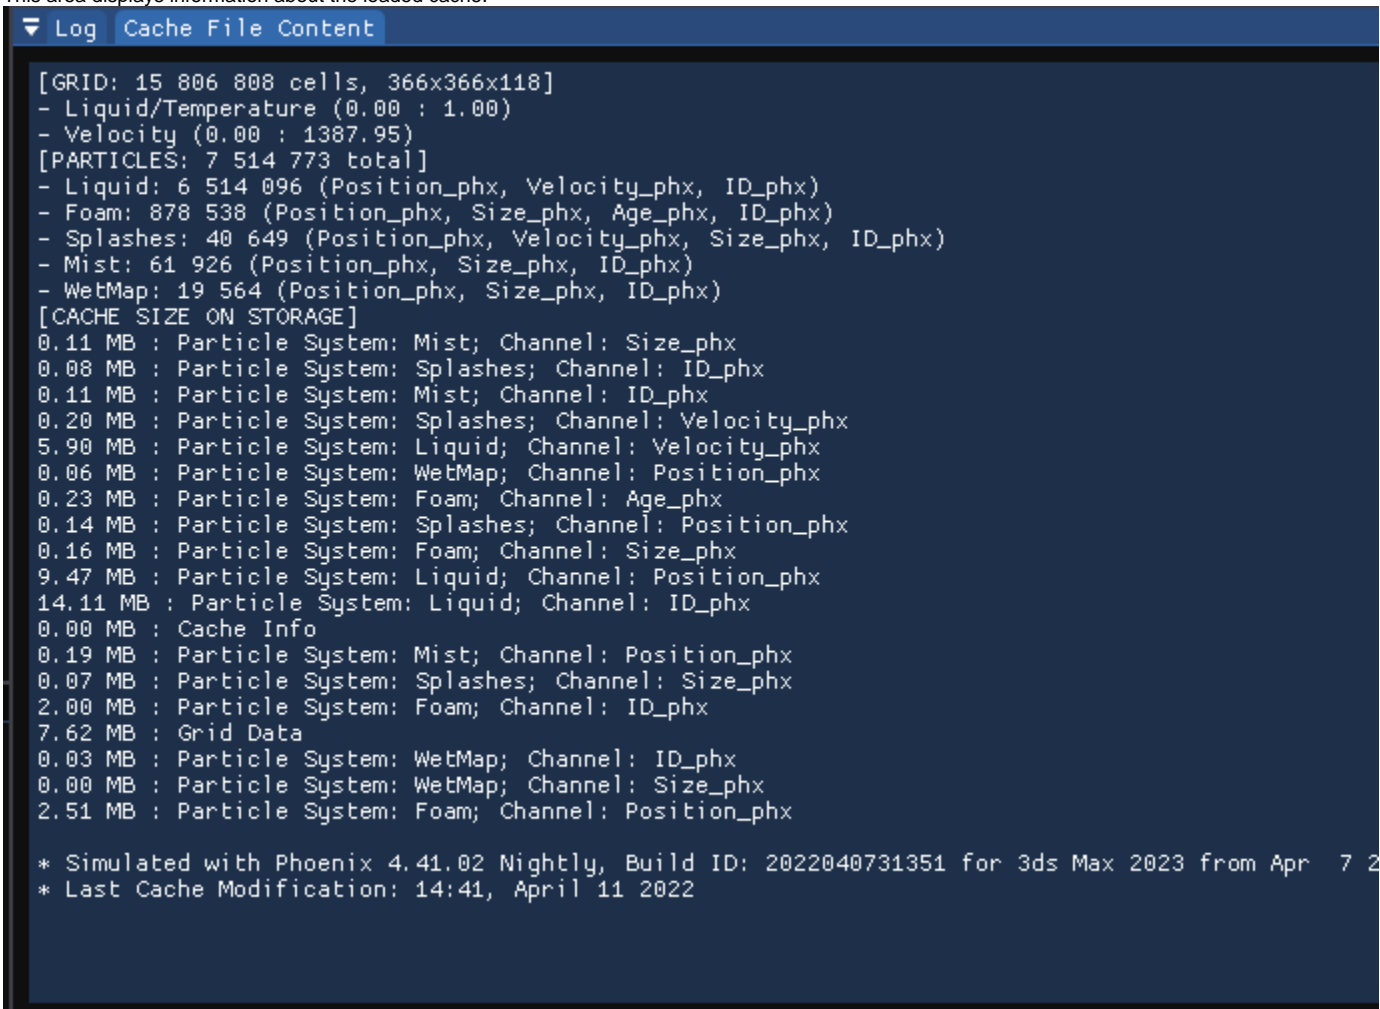 This area displays information about the loaded cache.
Log Cache File Content
[GRID: 15 806 808 cells, 366x366x118]
- Liquid/Temperature (0.00 : 1.00)
- Velocity (0.00 : 1387.95)
[PARTICLES: 7 514 773 total]
- Liquid: 6 514 096 (Position_phx, Velocity_phx, ID_phx)
- Foam: 878 538 (Position_phx, Size_phx, Age_phx, ID_phx)
- Splashes: 40 649 (Position_phx, Velocity_phx, Size_phx, ID_phx)
- Mist: 61 926 (Position_phx, Size_phx, ID_phx)
- WetMap: 19 564 (Position_phx, Size_phx, ID_phx)
[CACHE SIZE ON STORAGE]
0.11 MB : Particle System: Mist; Channel: Size_phx
0.08 MB : Particle System: Splashes; Channel: ID_phx
0.11 MB : Particle System: Mist; Channel: ID_phx
0.20 MB : Particle System: Splashes; Channel: Velocity_phx
5.90 MB : Particle System: Liquid; Channel: Velocity_phx
0.06 MB : Particle System: WetMap; Channel: Position_phx
0.23 MB : Particle System: Foam; Channel: Age_phx
0.14 MB : Particle System: Splashes; Channel: Position_phx
0.16 MB : Particle System: Foam; Channel: Size_phx
9.47 MB : Particle System: Liquid; Channel: Position_phx
14.11 MB : Particle System: Liquid; Channel: ID_phx
0.00 MB : Cache Info
0.19 MB : Particle System: Mist; Channel: Position_phx
0.07 MB : Particle System: Splashes; Channel: Size_phx
2.00 MB : Particle System: Foam; Channel: ID_phx
7.62 MB : Grid Data
0.03 MB : Particle System: WetMap; Channel: ID_phx
0.00 MB : Particle System: WetMap; Channel: Size_phx
2.51 MB : Particle System: Foam; Channel: Position_phx
* Simulated with Phoenix 4.41.02 Nightly, Build ID: 2022040731351 for 3ds Max 2023 from Apr 7 2
* Last Cache Modification: 14:41, April 11 2022